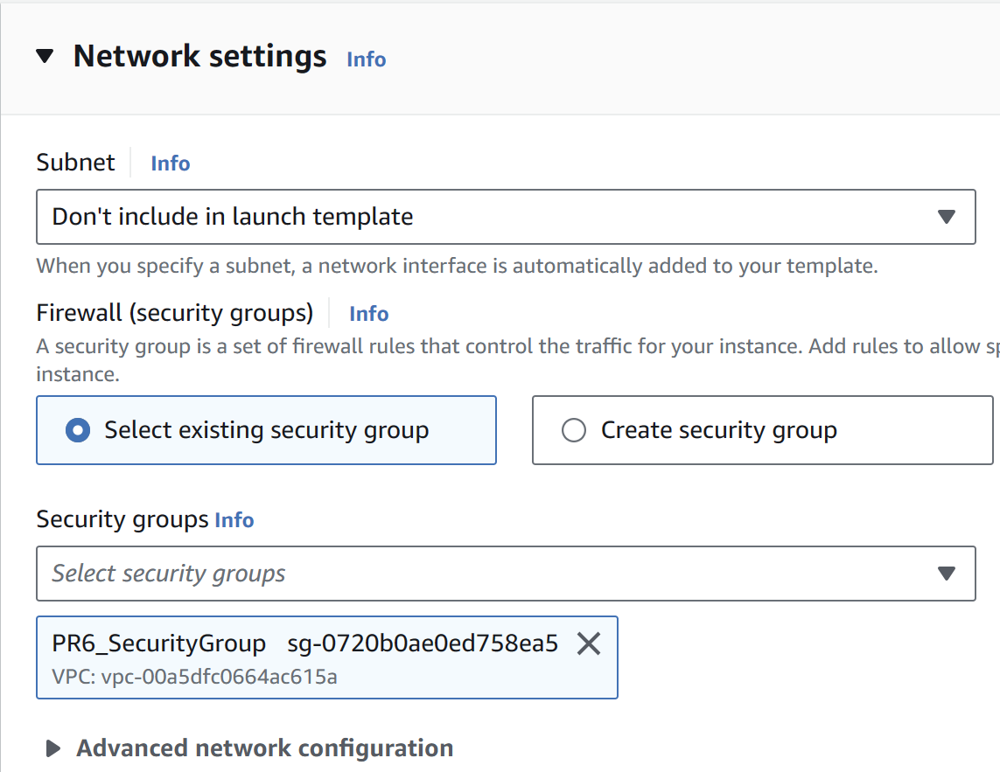 Network settings Info
Subnet Info
Don't include in launch template
When you specify a subnet, a network interface is automatically added to your template.
Firewall (security groups) Info
A security group is a set of firewall rules that control the traffic for your instance. Add rules to allow
instance.
Select existing security group
Create security group
Security groups Info
Select security groups
PR6_SecurityGroup sg-0720b0ae0ed758ea5
VPC: vpc-00a5dfc0664ac615a
Advanced network configuration